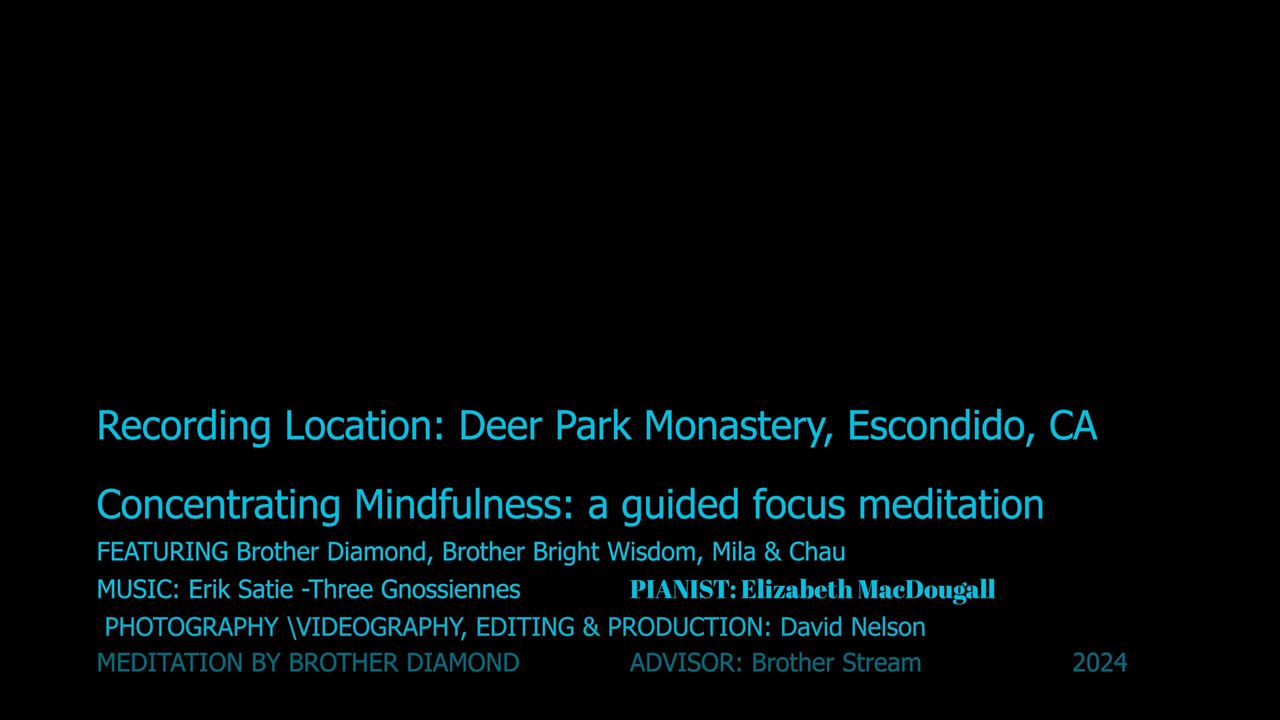 Recording Location: Deer Park Monastery, Escondido, CA
Concentrating Mindfulness: a guided focus meditation
FEATURING Brother Diamond, Brother Bright Wisdom, Mila & Chau
MUSIC: Erik Satie -Three Gnossiennes PIANIST: Elizabeth MacDougall
PHOTOGRAPHY \VIDEOGRAPHY, EDITING & PRODUCTION: David Nelson
MEDITATION BY BROTHER DIAMOND ADVISOR: Brother Stream 2024